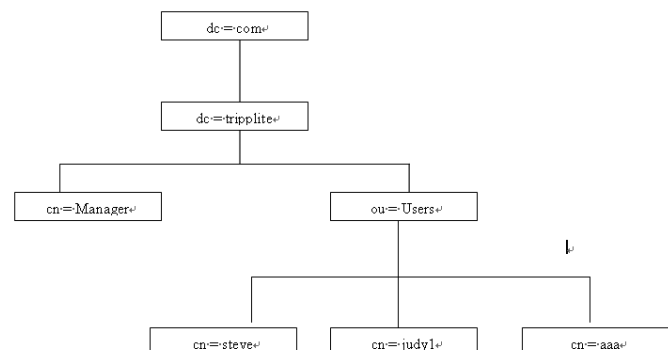 dc = com
dc = tripplite
cn = Manager
ou = Users
cn = steve
cn = judy1
cn = aaa